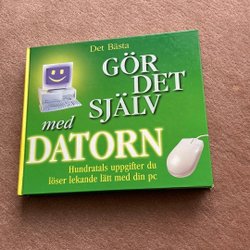 Det Bästa
GÖR
DET
SJÄLV
med
DATORN
Hundratals uppgifter du
löser lekande lätt med din pc